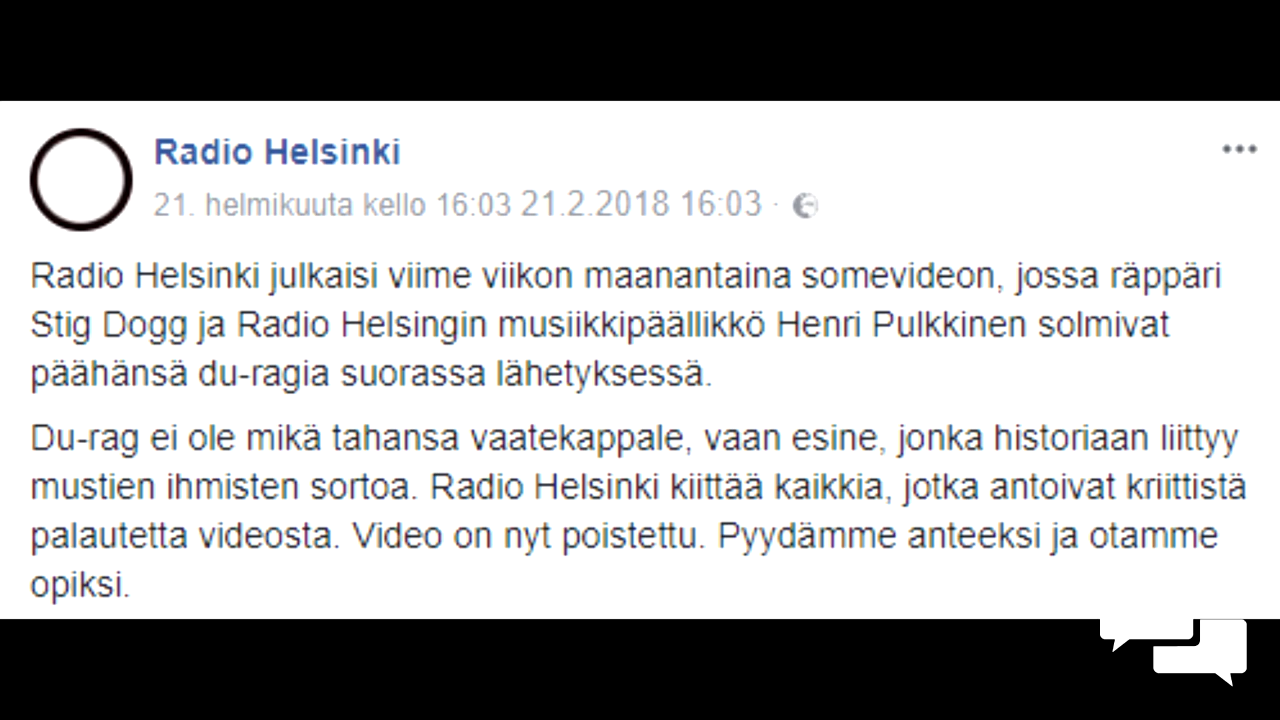 Radio Helsinki
21. helmikuuta kello 16:03 21.2.2018 16:03 ·
Radio Helsinki julkaisi viime viikon maanantaina somevideon, jossa räppäri
Stig Dogg ja Radio Helsingin musiikkipäällikkö Henri Pulkkinen solmivat
päähänsä du-ragia suorassa lähetyksessä.
Du-rag ei ole mikä tahansa vaatekappale, vaan esine, jonka historiaan liittyy
mustien ihmisten sortoa. Radio Helsinki kiittää kaikkia, jotka antoivat kriittistä
palautetta videosta. Video on nyt poistettu. Pyydämme anteeksi ja otamme
opiksi.